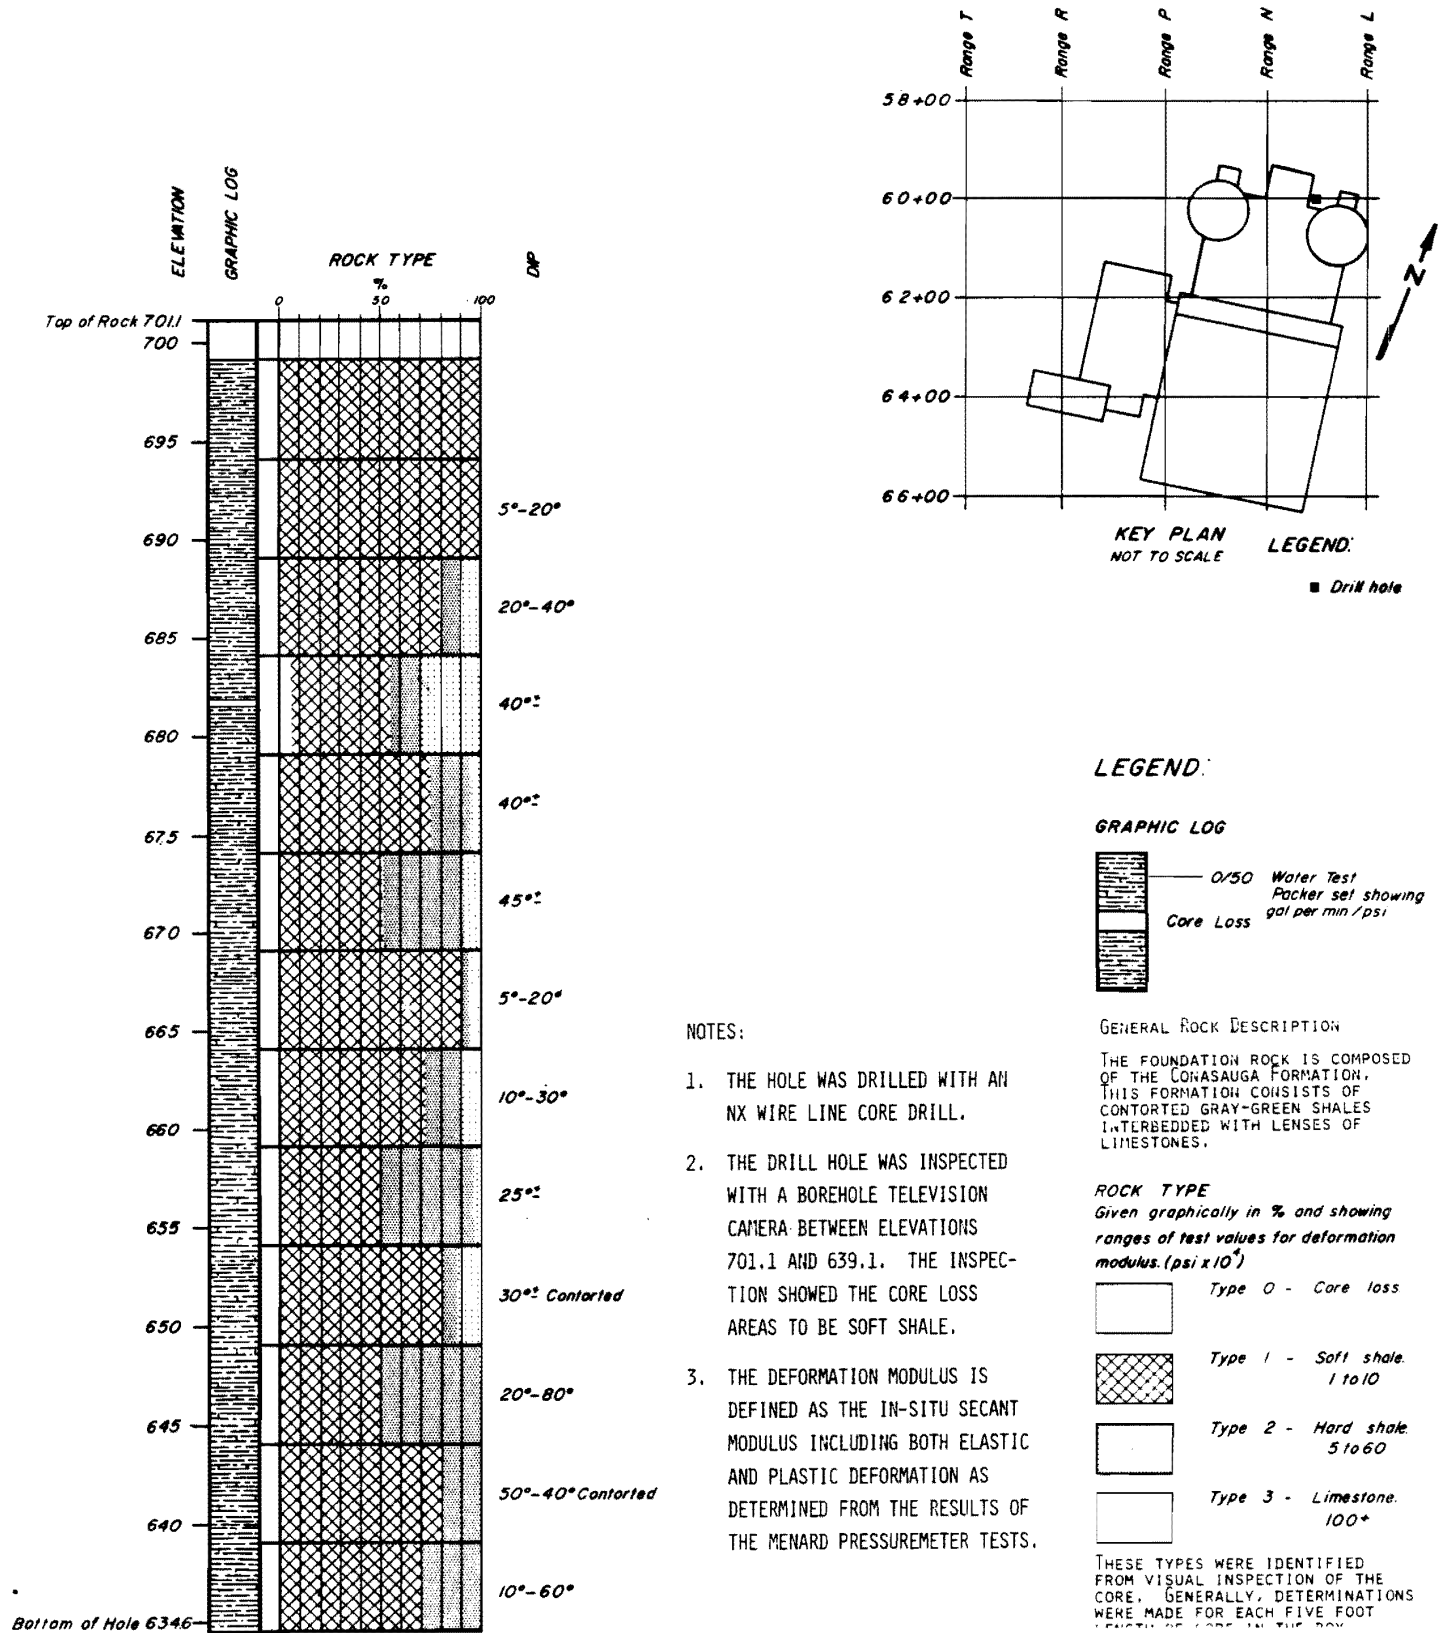 Range T
Range R
Range P
Range N
Range L
58+00
60+00
62+00
64+00
66+00
N
KEY PLAN
NOT TO SCALE
LEGEND:
Drill hole
ELEVATION
GRAPHIC LOG
ROCK TYPE
%
DIP
0 50 100
Top of Rock 701.1
700
695
5°-20°
690
20°-40°
685
40°±
680
40°±
675
45°±
670
5°-20°
665
10°-30°
660
25°±
655
30°± Contorted
650
20°-80°
645
50°-40° Contorted
640
10°-60°
Bottom of Hole 634.6
NOTES:
1. THE HOLE WAS DRILLED WITH AN
NX WIRE LINE CORE DRILL.
2. THE DRILL HOLE WAS INSPECTED
WITH A BOREHOLE TELEVISION
CAMERA BETWEEN ELEVATIONS
701.1 AND 639.1. THE INSPEC-
TION SHOWED THE CORE LOSS
AREAS TO BE SOFT SHALE.
3. THE DEFORMATION MODULUS IS
DEFINED AS THE IN-SITU SECANT
MODULUS INCLUDING BOTH ELASTIC
AND PLASTIC DEFORMATION AS
DETERMINED FROM THE RESULTS OF
THE MENARD PRESSUREMETER TESTS.
LEGEND:
GRAPHIC LOG
0/50 Water Test
Packer set showing
gal per min/psi
Core Loss
GENERAL ROCK DESCRIPTION
THE FOUNDATION ROCK IS COMPOSED
OF THE CONASAUGA FORMATION.
THIS FORMATION CONSISTS OF
CONTORTED GRAY-GREEN SHALES
INTERBEDDED WITH LENSES OF
LIMESTONES.
ROCK TYPE
Given graphically in % and showing
ranges of test values for deformation
modulus. (psi x 10⁴)
Type 0 - Core loss
Type 1 - Soft shale.
1 to 10
Type 2 - Hard shale.
5 to 60
Type 3 - Limestone.
100+
THESE TYPES WERE IDENTIFIED
FROM VISUAL INSPECTION OF THE
CORE. GENERALLY, DETERMINATIONS
WERE MADE FOR EACH FIVE FOOT